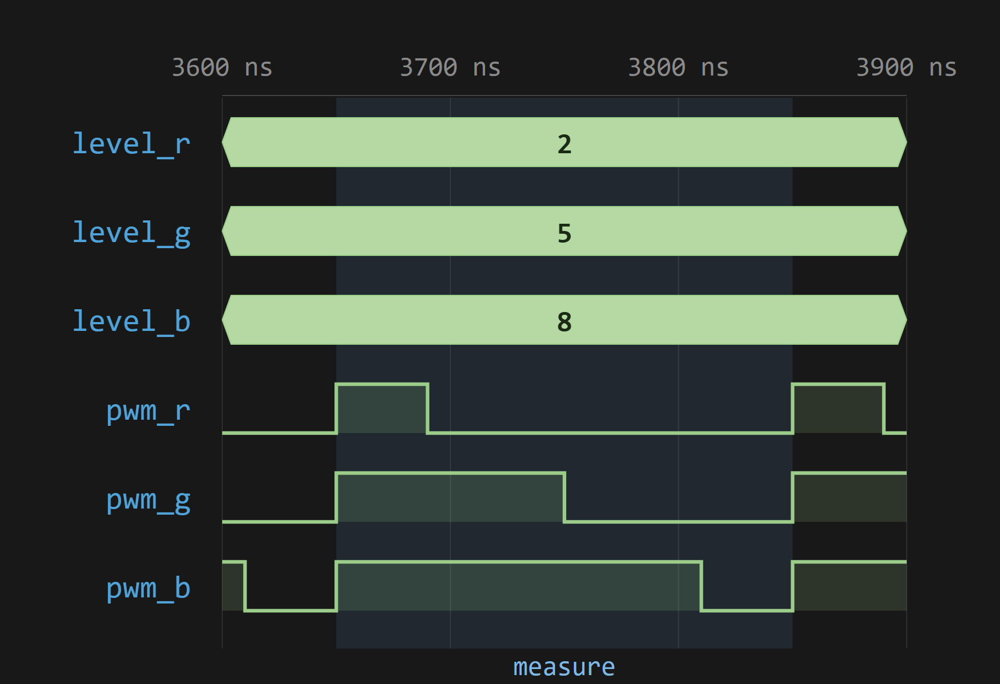 3600 ns 3700 ns 3800 ns 3900 ns
level_r 2
level_g 5
level_b 8
pwm_r
pwm_g
pwm_b
measure